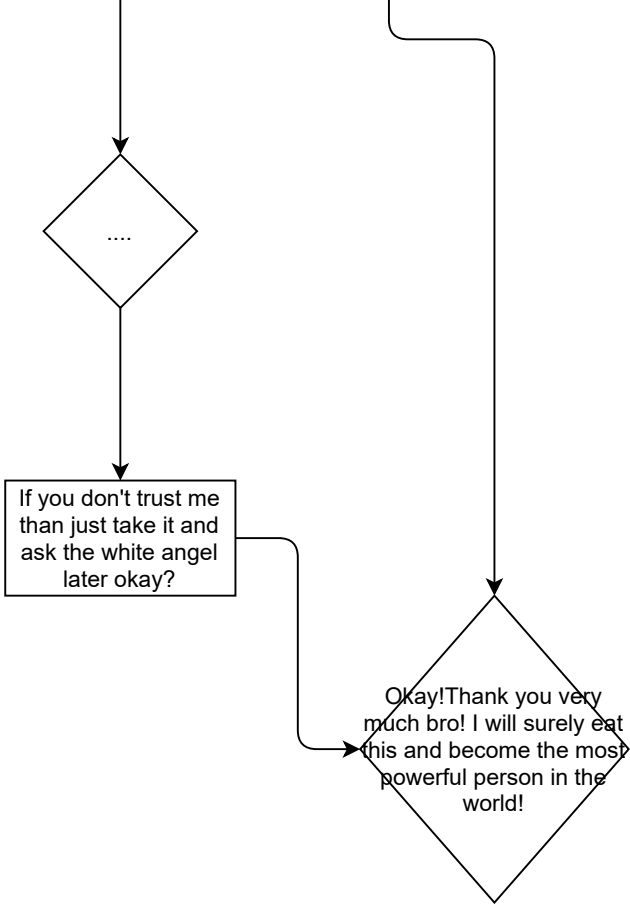 ....
If you don't trust me
than just take it and
ask the white angel
later okay?
Okay!Thank you very
much bro! I will surely eat
this and become the most
powerful person in the
world!